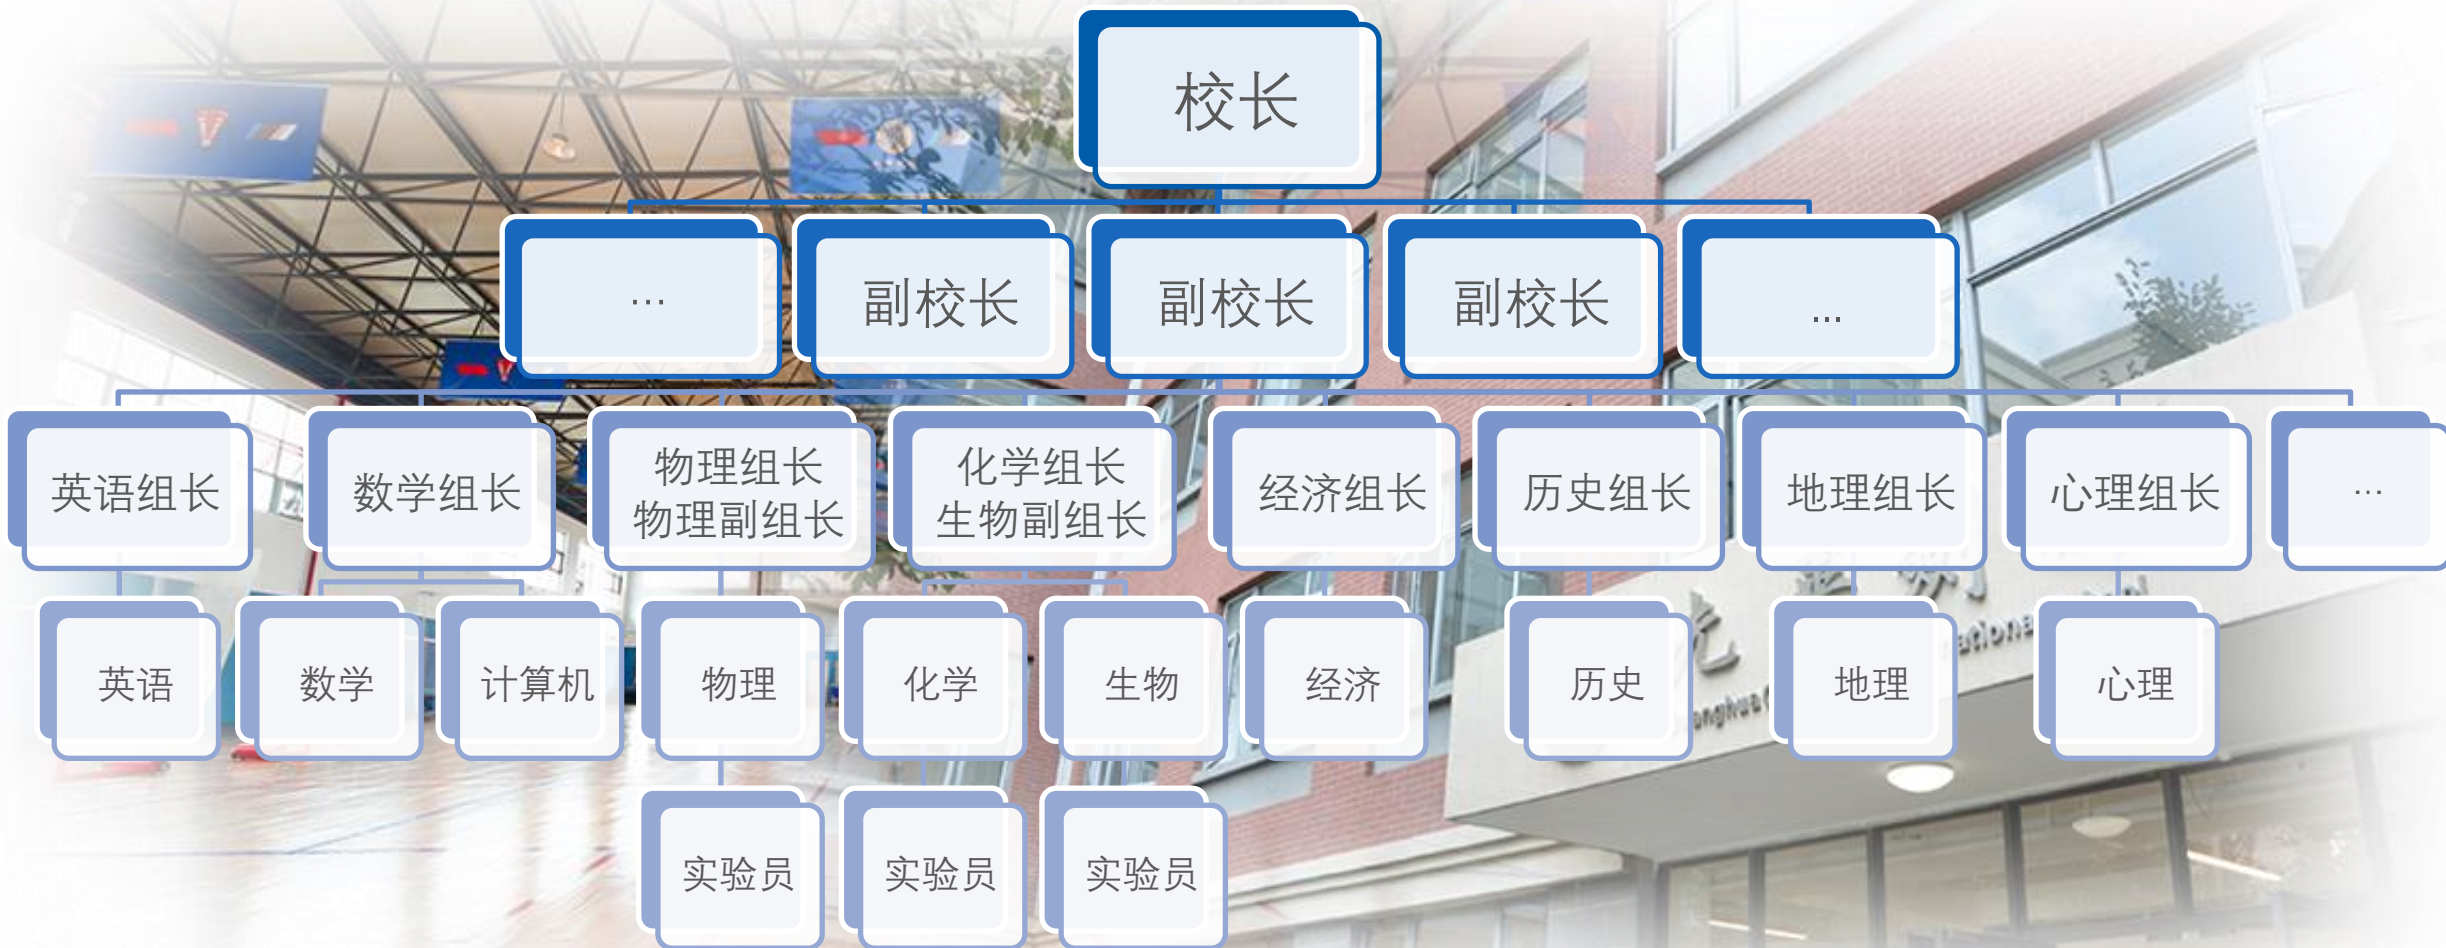 校长
…
副校长
副校长
副校长
...
英语组长
数学组长
物理组长
物理副组长
化学组长
生物副组长
经济组长
历史组长
地理组长
心理组长
…
英语
数学
计算机
物理
化学
生物
经济
历史
地理
心理
实验员
实验员
实验员